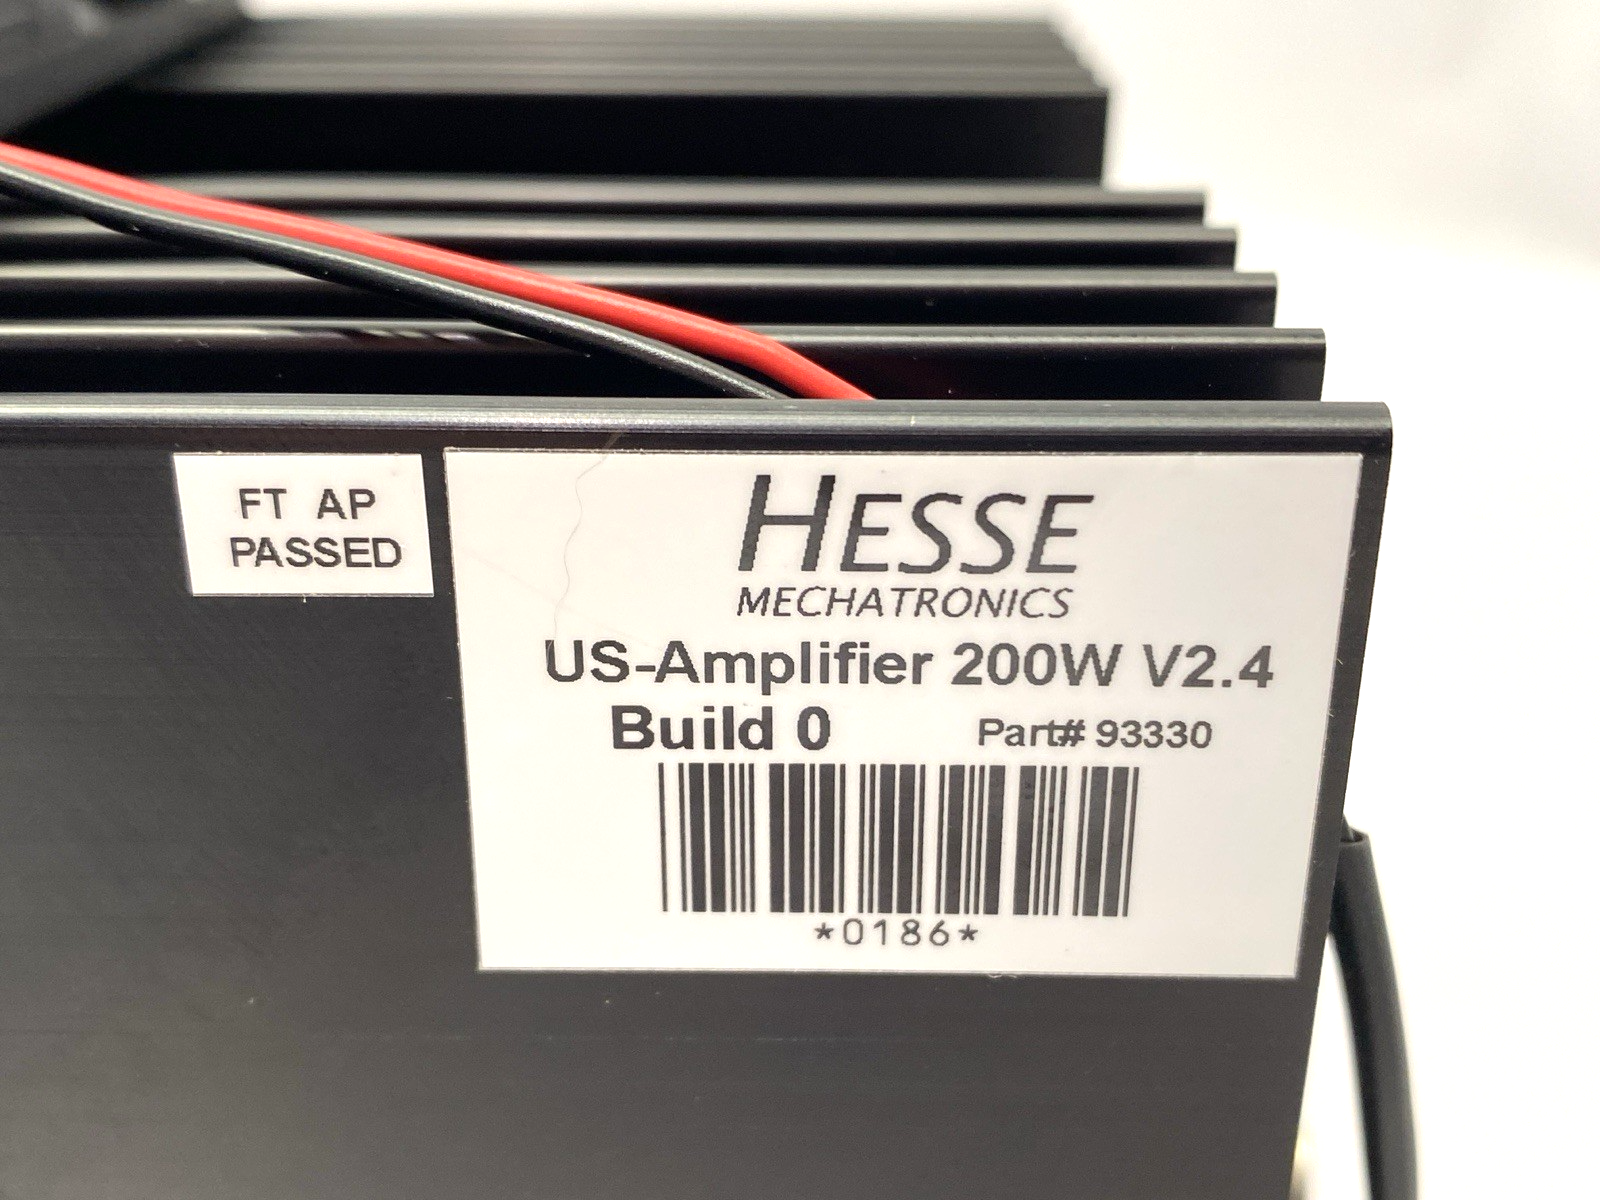 FT AP
PASSED
HESSE
MECHATRONICS
US-Amplifier 200W V2.4
Build 0 Part# 93330
*0186*